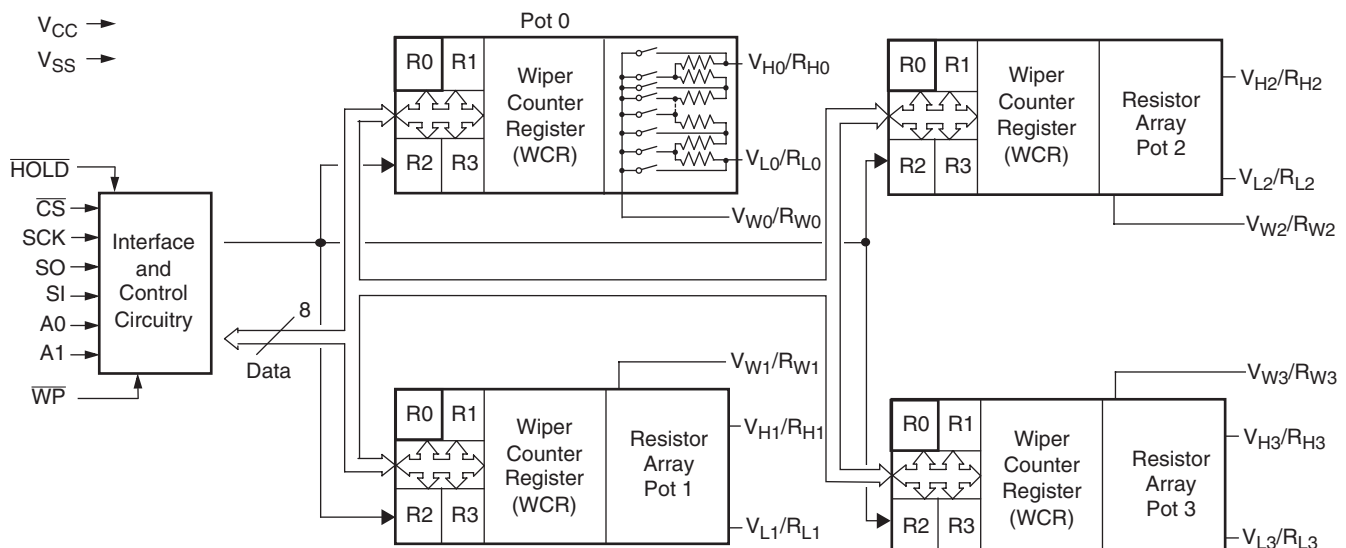 Pot 0
VCC
VSS
R0 R1
R2 R3
Wiper
Counter
Register
(WCR)
VH0/RH0
VL0/RL0
VW0/RW0
R0 R1
R2 R3
Wiper
Counter
Register
(WCR)
Resistor
Array
Pot 2
VH2/RH2
VL2/RL2
VW2/RW2
HOLD
CS
SCK
SO
SI
A0
A1
WP
Interface
and
Control
Circuitry
8
Data
R0 R1
R2 R3
Wiper
Counter
Register
(WCR)
Resistor
Array
Pot 1
VW1/RW1
VH1/RH1
VL1/RL1
R0 R1
R2 R3
Wiper
Counter
Register
(WCR)
Resistor
Array
Pot 3
VW3/RW3
VH3/RH3
VL3/RL3